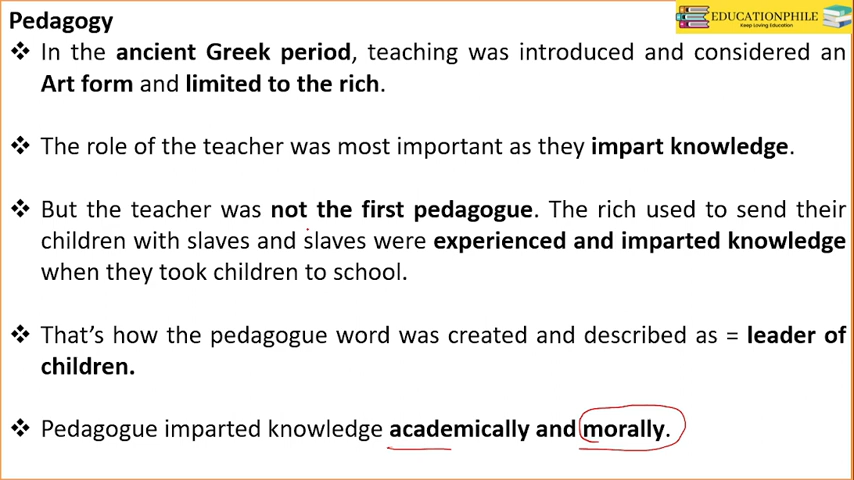 Pedagogy
EDUCATIONPHILE
Keep Loving Education
❖ In the ancient Greek period, teaching was introduced and considered an
Art form and limited to the rich.
❖ The role of the teacher was most important as they impart knowledge.
❖ But the teacher was not the first pedagogue. The rich used to send their
children with slaves and slaves were experienced and imparted knowledge
when they took children to school.
❖ That’s how the pedagogue word was created and described as = leader of
children.
❖ Pedagogue imparted knowledge academically and morally.